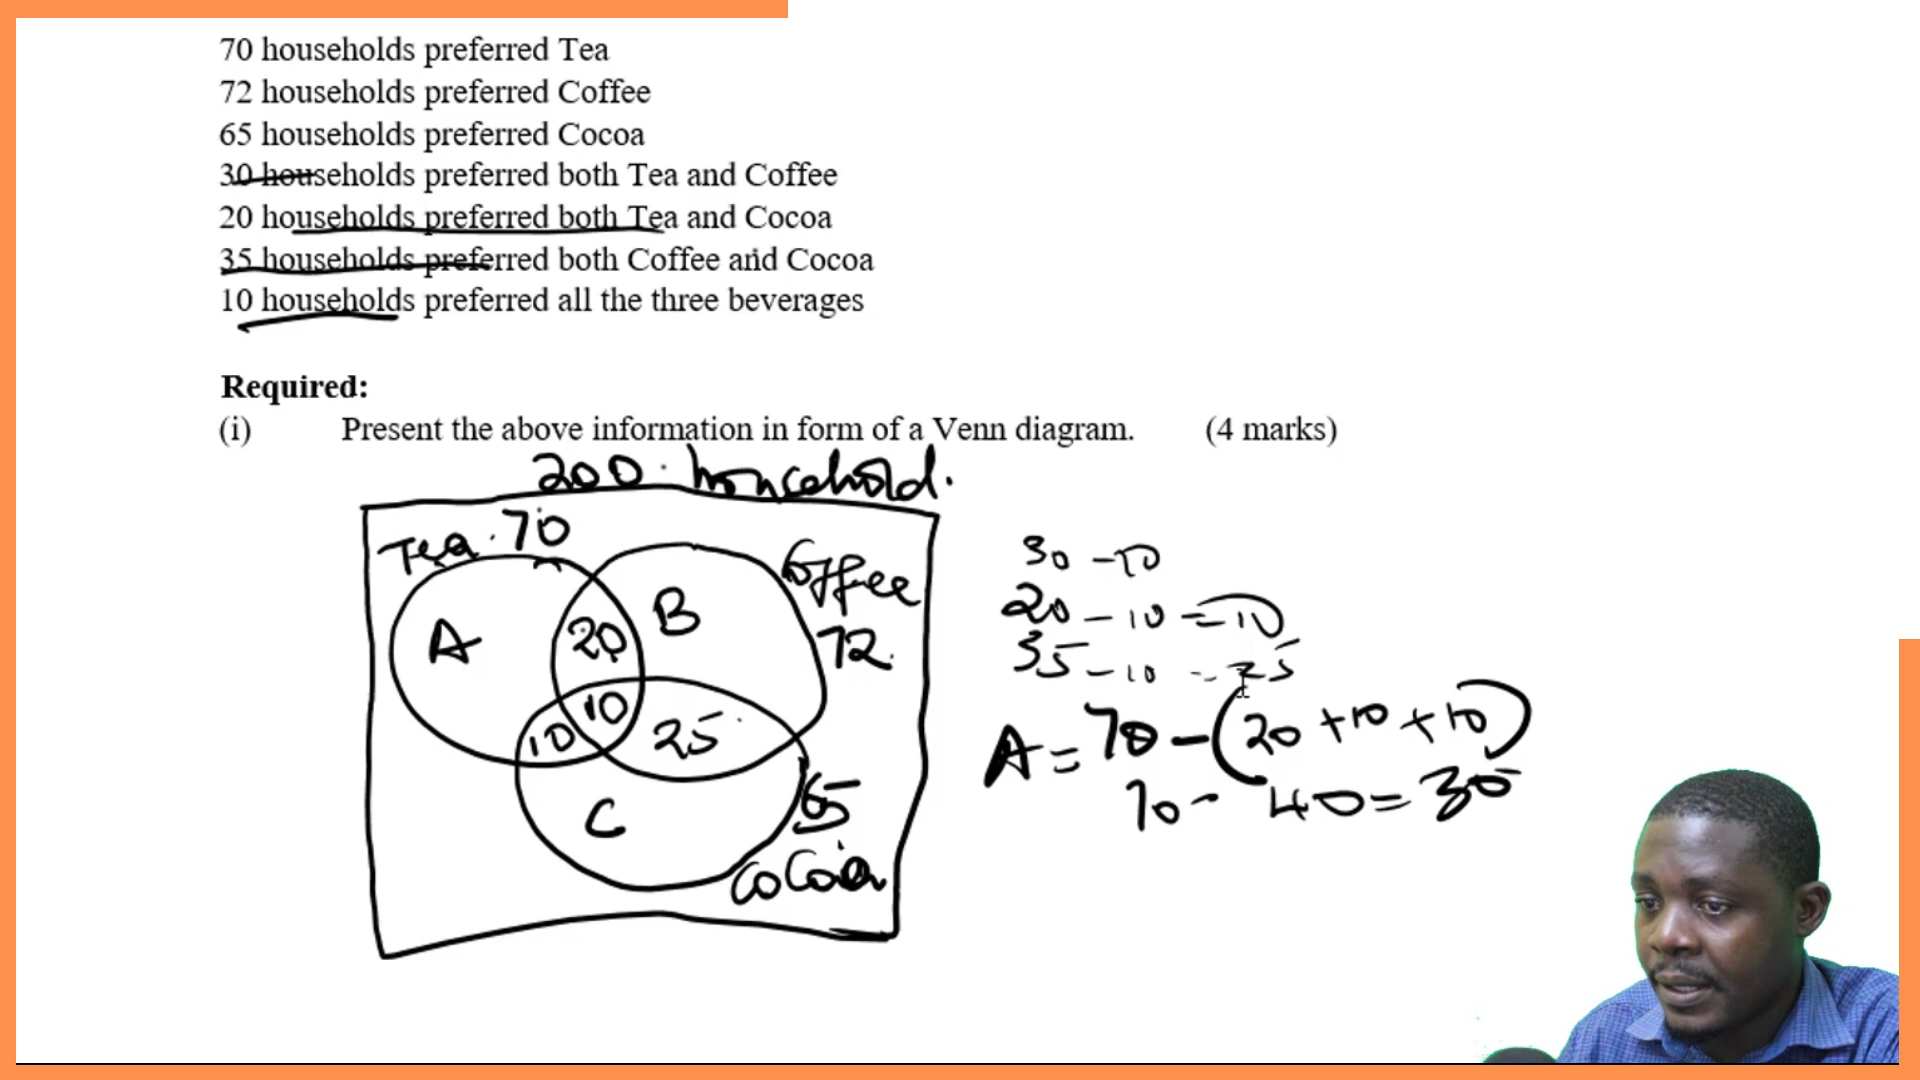 70 households preferred Tea
72 households preferred Coffee
65 households preferred Cocoa
30 households preferred both Tea and Coffee
20 households preferred both Tea and Cocoa
35 households preferred both Coffee and Cocoa
10 households preferred all the three beverages
Required:
(i) Present the above information in form of a Venn diagram. (4 marks)
200 household.
Tea 70
Coffee
72
A
20
B
10
10
25
C
65
30 - 10
20 - 10 = 10
35 - 10 = 25
A = 70 - (20 + 10 + 10)
70 - 40 = 30